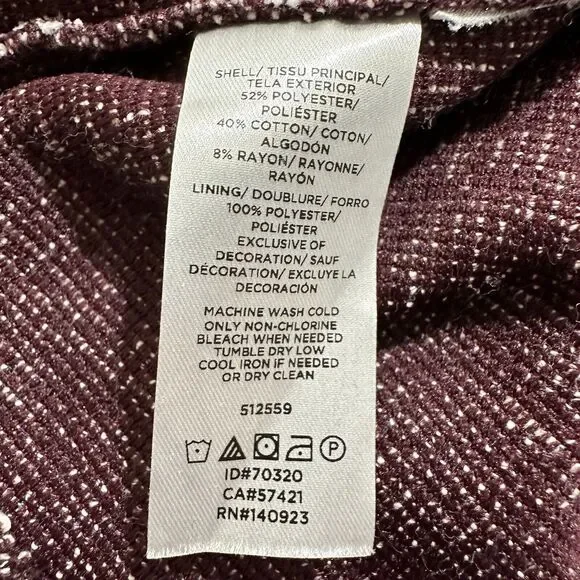 SHELL/ TISSU PRINCIPAL/
TELA EXTERIOR
52% POLYESTER/
POLIÉSTER
40% COTTON/ COTON/
ALGODÓN
8% RAYON/ RAYONNE/
RAYÓN
LINING/ DOUBLURE/ FORRO
100% POLYESTER/
POLIÉSTER
EXCLUSIVE OF
DECORATION/ SAUF
DÉCORATION/ EXCLUYE LA
DECORACIÓN
MACHINE WASH COLD
ONLY NON-CHLORINE
BLEACH WHEN NEEDED
TUMBLE DRY LOW
COOL IRON IF NEEDED
OR DRY CLEAN
512559
P
ID#70320
CA#57421
RN#140923